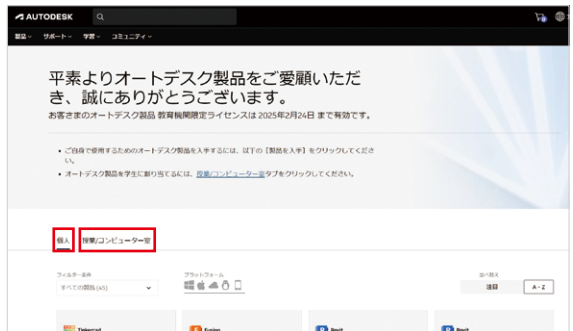 AUTODESK
製品 サポート 学習 コミュニティ
平素よりオートデスク製品をご愛顧いただ
き、誠にありがとうございます。
お客さまのオートデスク製品 教育機関限定ライセンスは 2025年2月24日 まで有効です。
• ご自身で使用するためのオートデスク製品を入手するには、以下の [製品を入手] をクリックしてくださ
い。
• オートデスク製品を学生に割り当てるには、授業/コンピューター室タブをクリックしてください。
個人 授業/コンピューター室
フィルター条件 プラットフォーム 並べ替え
すべての製品 (45) 注目 A - Z
Tinkercad Fusion Revit Revit